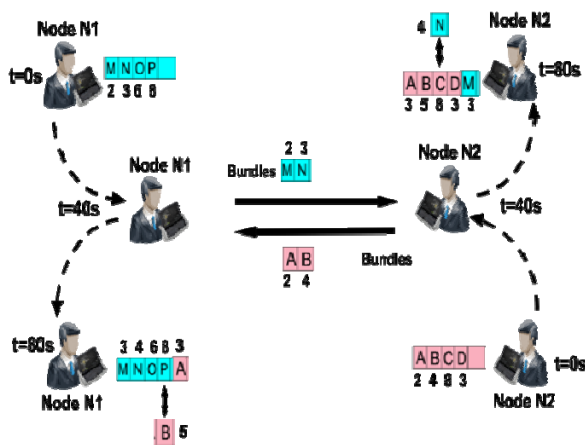 Node N1
t=0s
M N O P
2 3 6 8
4 N
Node N2
A B C D M
t=80s
3 5 8 3 3
Node N1
2 3
Bundles M N
Node N2
t=40s
t=40s
A B Bundles
2 4
t=80s
3 4 6 8 3
M N O P A
Node N1
B 5
A B C D
2 4 8 3
t=0s
Node N2